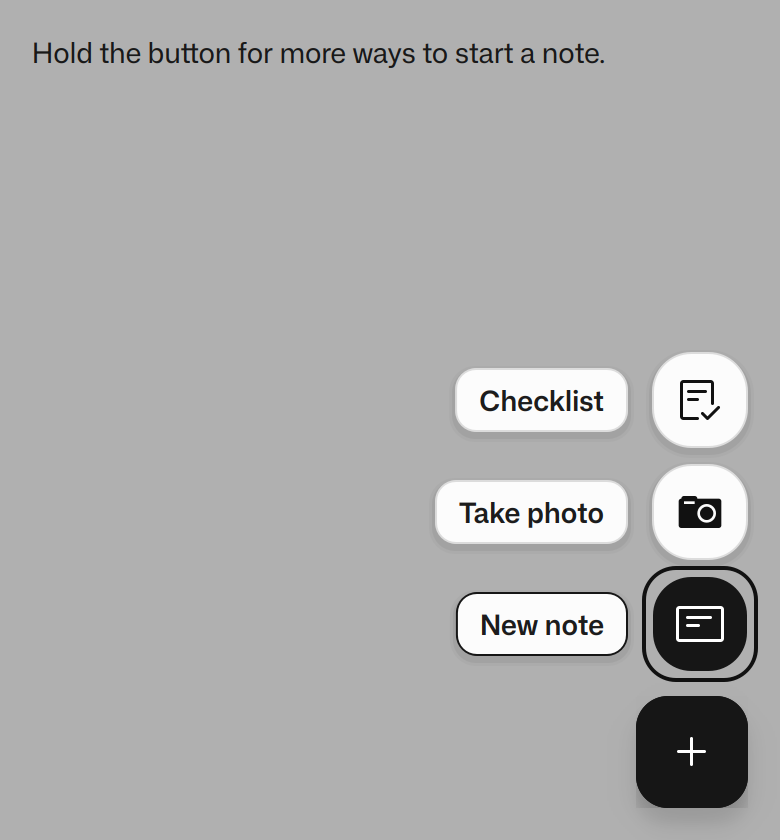 Hold the button for more ways to start a note.
Checklist
Take photo
New note